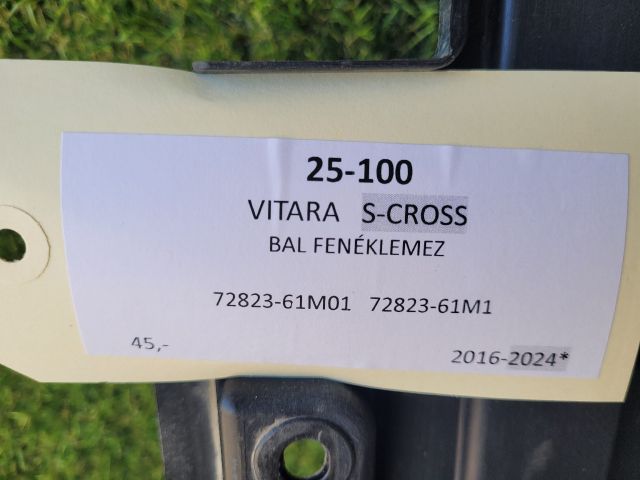 25-100
VITARA S-CROSS
BAL FENÉKLEMEZ
72823-61M01 72823-61M1
45,- 2016-2024*